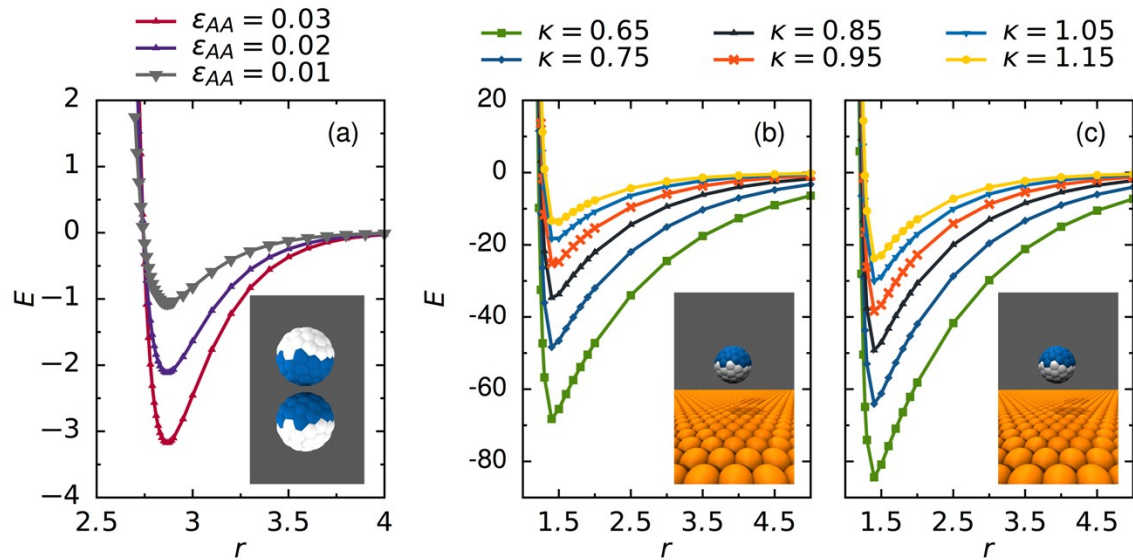 ε_AA = 0.03
ε_AA = 0.02
ε_AA = 0.01
κ = 0.65 κ = 0.85 κ = 1.05
κ = 0.75 κ = 0.95 κ = 1.15
(a)
2
1
0
−1
−2
−3
−4
E
2.5 3 3.5 4
r
(b)
20
0
-20
-40
-60
-80
E
1.5 2.5 3.5 4.5
r
(c)
1.5 2.5 3.5 4.5
r